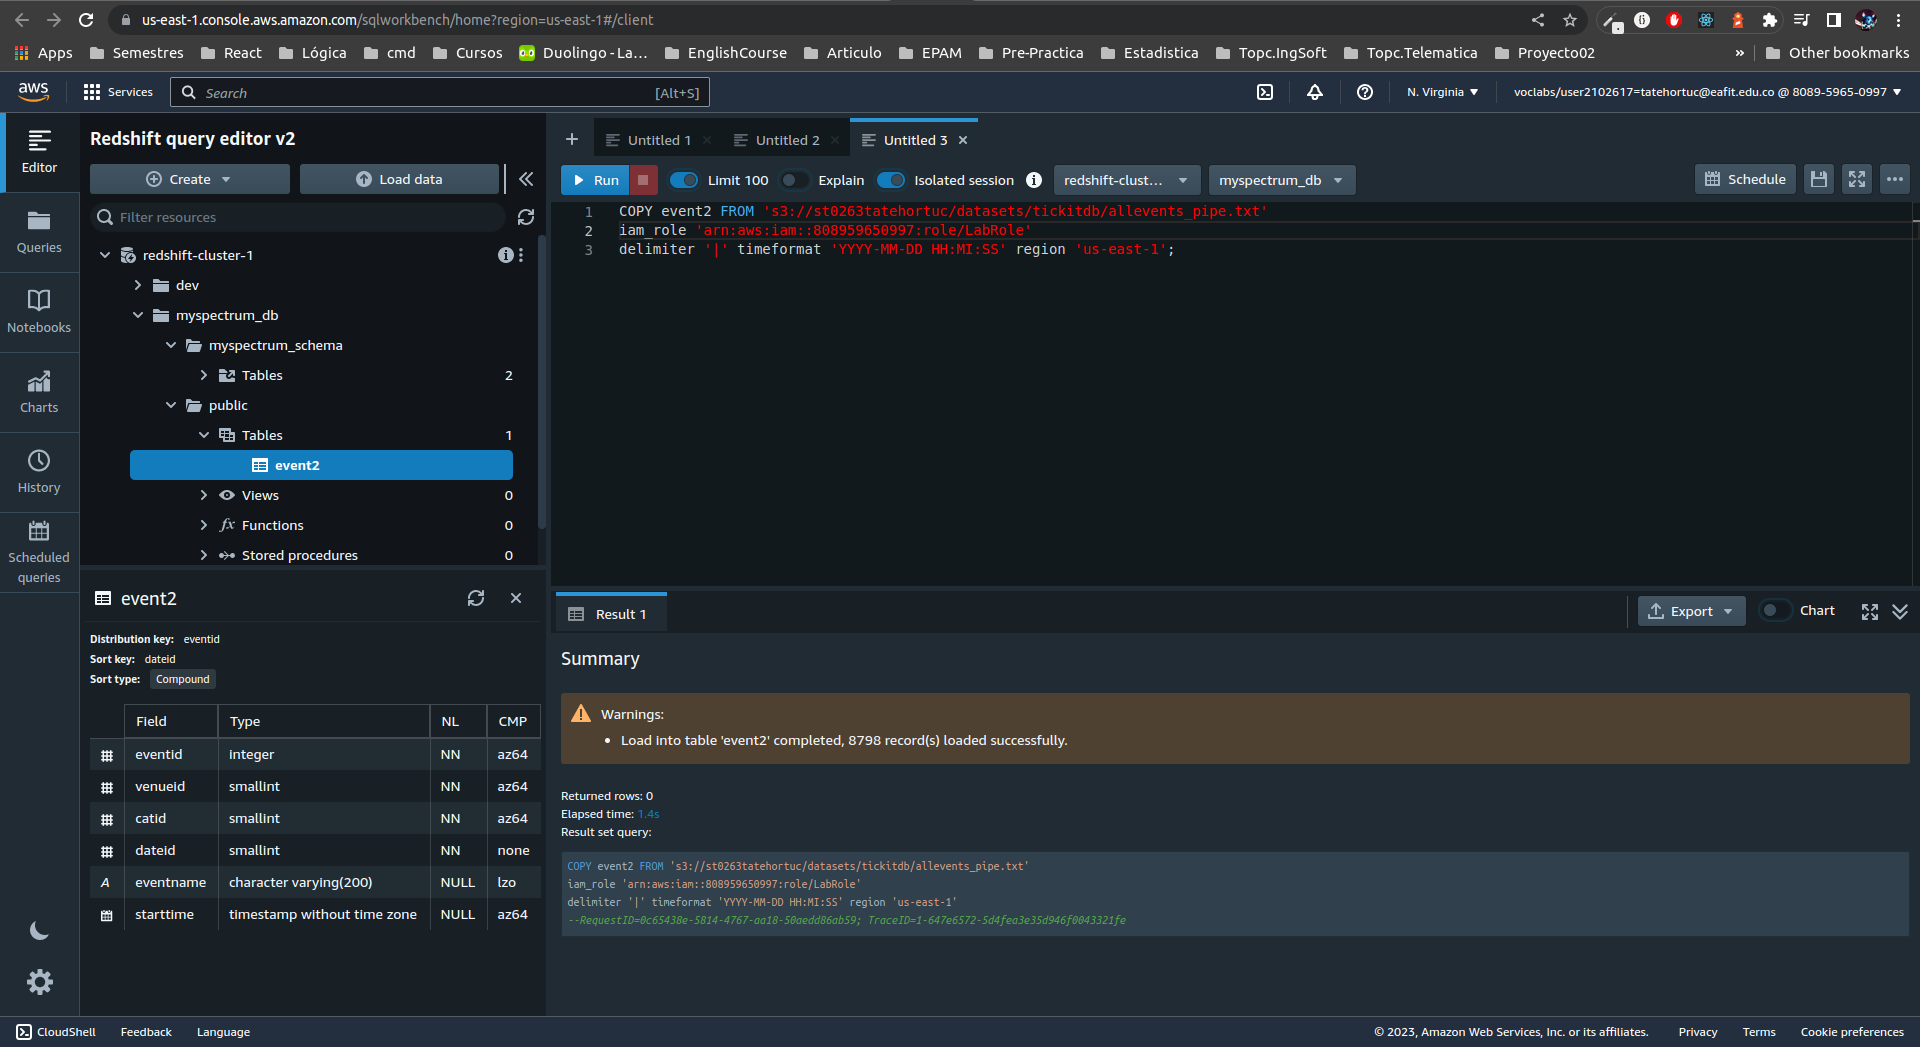 us-east-1.console.aws.amazon.com/sqlworkbench/home?region=us-east-1#/client
Apps Semestres React Lógica cmd Cursos Duolingo - La... EnglishCourse Articulo EPAM Pre-Practica Estadistica Topc.IngSoft Topc.Telematica Proyecto02 » Other bookmarks
aws Services Search [Alt+S] N. Virginia voclabs/user2102617=tatehortuc@eafit.edu.co @ 8089-5965-0997
Editor
Queries
Notebooks
Charts
History
Scheduled
queries
Redshift query editor v2
Create Load data
Filter resources
redshift-cluster-1
dev
myspectrum_db
myspectrum_schema
Tables 2
public
Tables 1
event2
Views 0
Functions 0
Stored procedures 0
event2
Distribution key: eventid
Sort key: dateid
Sort type: Compound
Field Type NL CMP
eventid integer NN az64
venueid smallint NN az64
catid smallint NN az64
dateid smallint NN none
A eventname character varying(200) NULL lzo
starttime timestamp without time zone NULL az64
+ Untitled 1 Untitled 2 Untitled 3
Run Limit 100 Explain Isolated session redshift-clust... myspectrum_db Schedule
1 COPY event2 FROM 's3://st0263tatehortuc/datasets/tickitdb/allevents_pipe.txt'
2 iam_role 'arn:aws:iam::808959650997:role/LabRole'
3 delimiter '|' timeformat 'YYYY-MM-DD HH:MI:SS' region 'us-east-1';
Result 1 Export Chart
Summary
Warnings:
• Load into table 'event2' completed, 8798 record(s) loaded successfully.
Returned rows: 0
Elapsed time: 1.4s
Result set query:
COPY event2 FROM 's3://st0263tatehortuc/datasets/tickitdb/allevents_pipe.txt'
iam_role 'arn:aws:iam::808959650997:role/LabRole'
delimiter '|' timeformat 'YYYY-MM-DD HH:MI:SS' region 'us-east-1'
--RequestID=0c65438e-5814-4767-aa18-50aedd86ab59; TraceID=1-647e6572-5d4fea3e35d946f0043321fe
CloudShell Feedback Language © 2023, Amazon Web Services, Inc. or its affiliates. Privacy Terms Cookie preferences